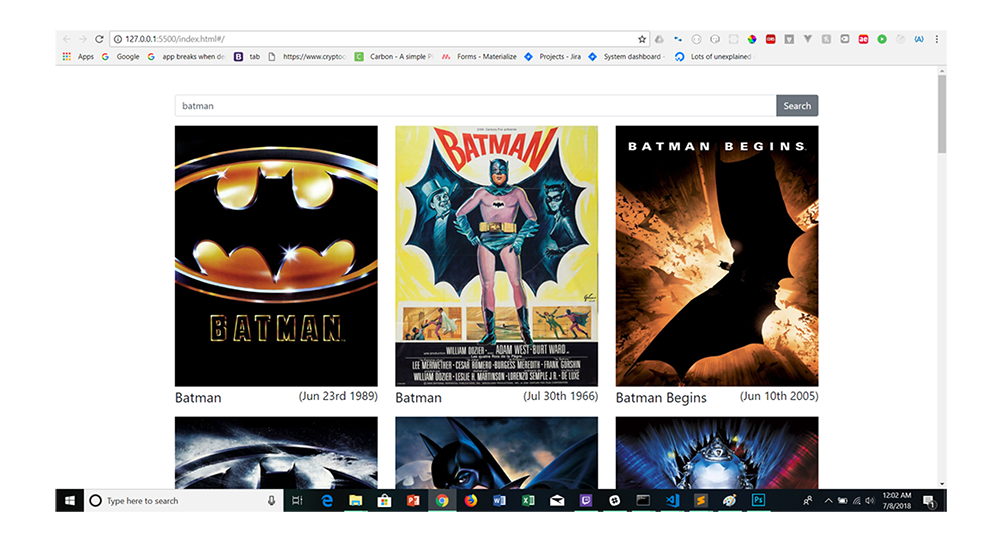 127.0.0.1:5500/index.html#/
Apps Google app breaks when de tab https://www.cryptoc Carbon - A simple P Forms - Materialize Projects - Jira System dashboard - Lots of unexplained
batman Search
BATMAN
BATMAN
BATMAN BEGINS
WILLIAM DOZIER ADAM WEST · BURT WARD
LEE MERIWETHER · CESAR ROMERO · BURGESS MEREDITH · FRANK GORSHIN
WILLIAM DOZIER · LESLIE H. MARTINSON · LORENZO SEMPLE JR. · DE LUXE
Batman (Jun 23rd 1989) Batman (Jul 30th 1966) Batman Begins (Jun 10th 2005)
Type here to search
12:02 AM
7/8/2018